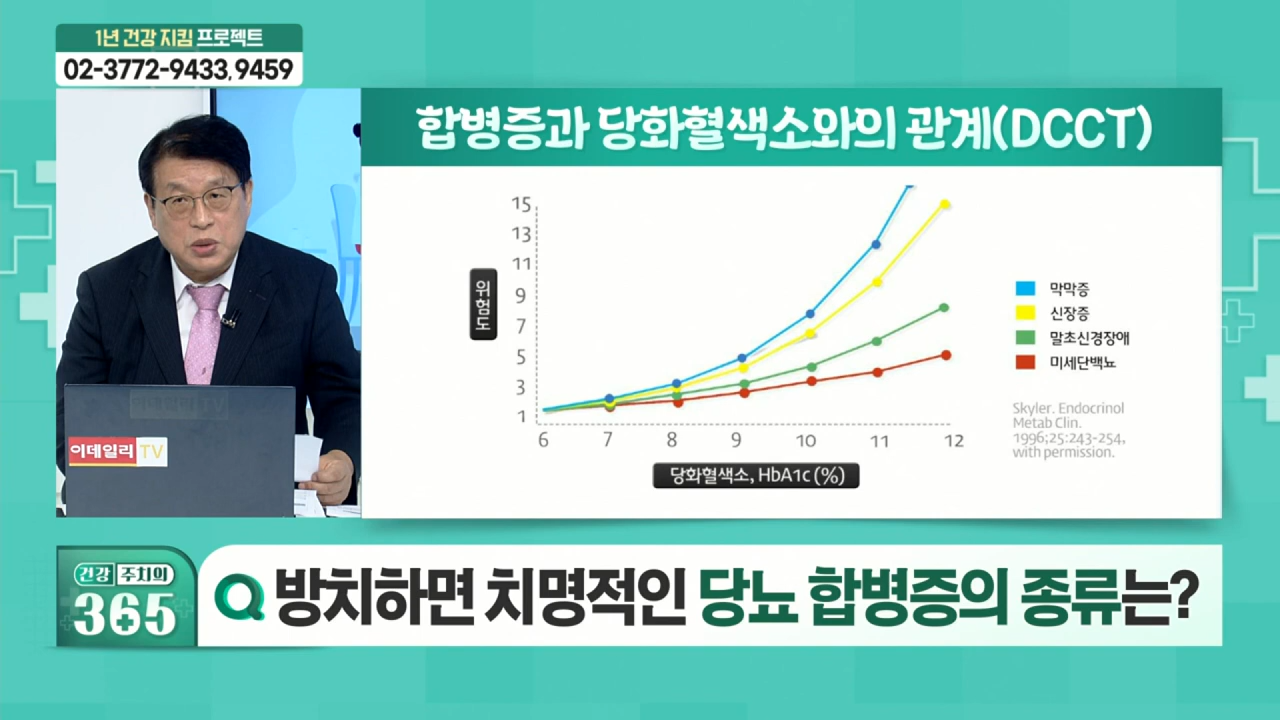 1년 건강 지킴 프로젝트
02-3772-9433, 9459
합병증과 당화혈색소와의 관계(DCCT)
15
13
11
9
7
5
3
1
위험도
6 7 8 9 10 11 12
당화혈색소, HbA1c (%)
막막증
신장증
말초신경장애
미세단백뇨
Skyler. Endocrinol
Metab Clin.
1996;25:243-254,
with permission.
이데일리TV
이데일리 TV
건강 주치의
365
Q 방치하면 치명적인 당뇨 합병증의 종류는?